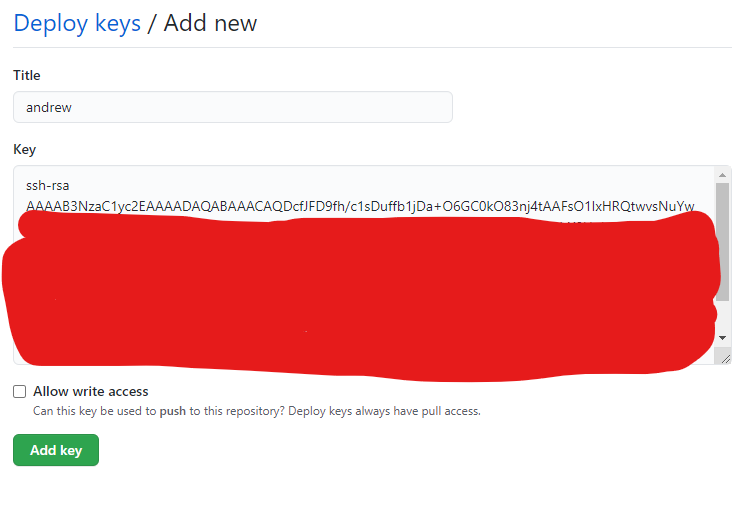 Deploy keys / Add new
Title
andrew
Key
ssh-rsa
AAAAB3NzaC1yc2EAAAADAQABAAACAQDcfJFD9fh/c1sDuffb1jDa+O6GC0kO83nj4tAAFsO1IxHRQtwvsNuYw
Allow write access
Can this key be used to push to this repository? Deploy keys always have pull access.
Add key